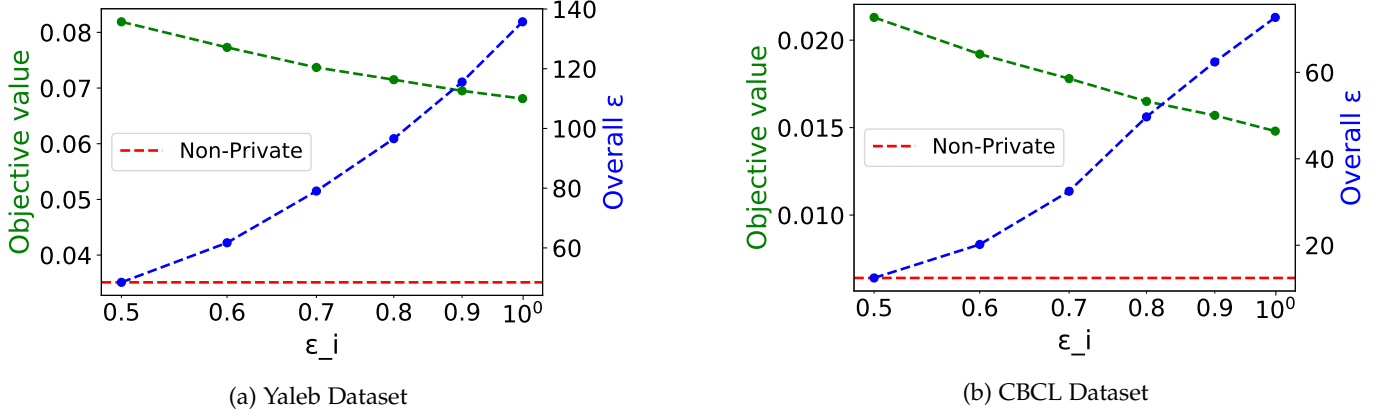 Objective value
0.08
0.07
0.06
0.05
0.04
Non-Private
140
120
100
80
60
Overall ε
0.5 0.6 0.7 0.8 0.9 10⁰
ε_i
(a) Yaleb Dataset
Objective value
0.020
0.015
0.010
Non-Private
60
40
20
Overall ε
0.5 0.6 0.7 0.8 0.9 10⁰
ε_i
(b) CBCL Dataset